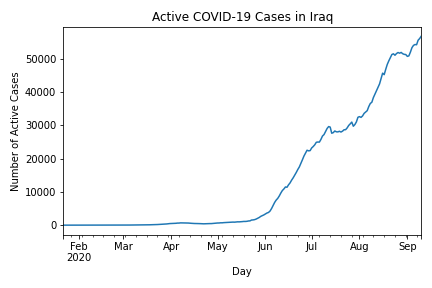 Active COVID-19 Cases in Iraq
Number of Active Cases
50000
40000
30000
20000
10000
0
Feb Mar Apr May Jun Jul Aug Sep
2020
Day